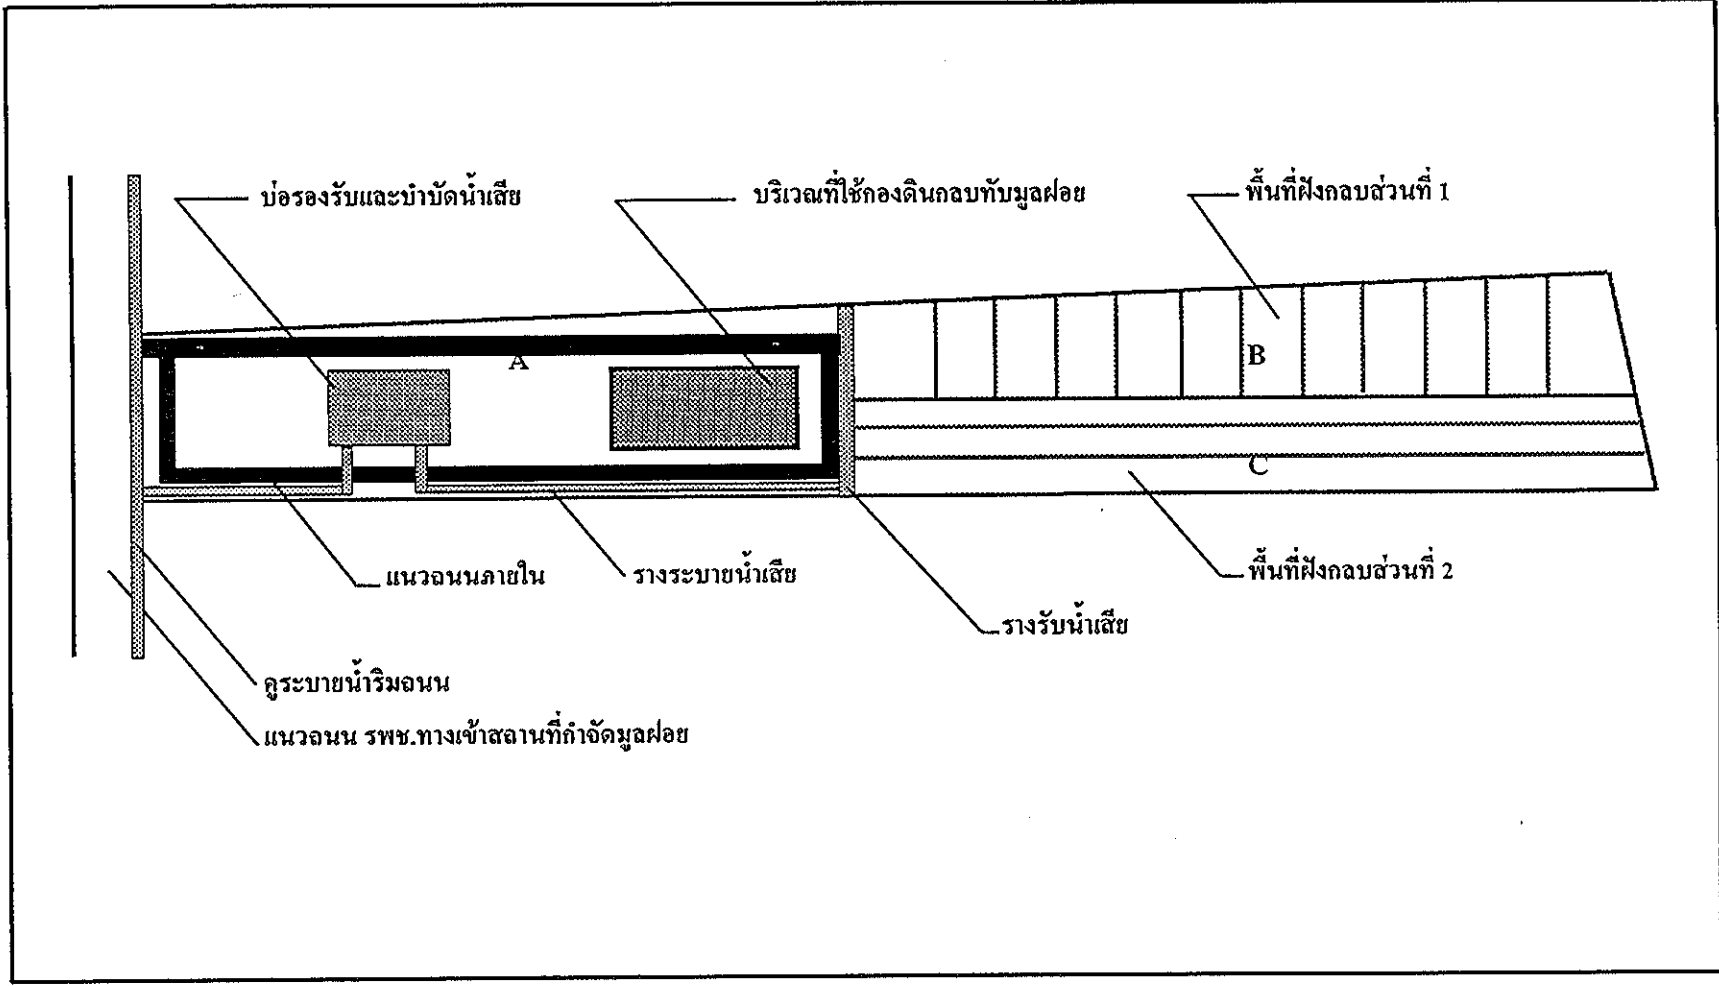 บ่อรองรับและบำบัดน้ำเสีย
บริเวณที่ใช้กองดินกลบทับมูลฝอย
พื้นที่ฝังกลบส่วนที่ 1
A
B
C
แนวถนนภายใน
รางระบายน้ำเสีย
พื้นที่ฝังกลบส่วนที่ 2
รางรับน้ำเสีย
คูระบายน้ำริมถนน
แนวถนน รพช.ทางเข้าสถานที่กำจัดมูลฝอย